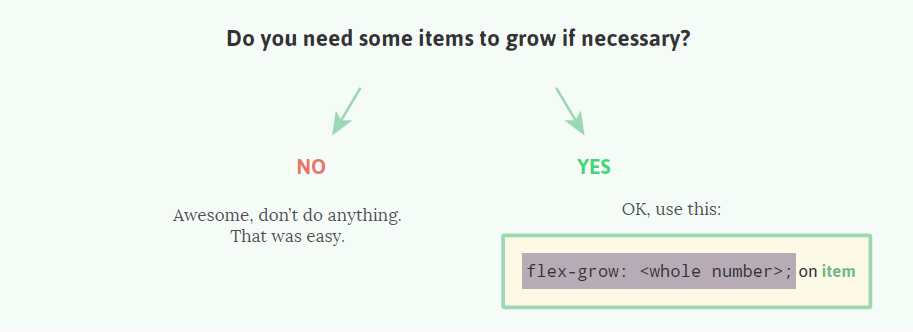 Do you need some items to grow if necessary?
NO
Awesome, don’t do anything.
That was easy.
YES
OK, use this:
flex-grow: <whole number>; on item